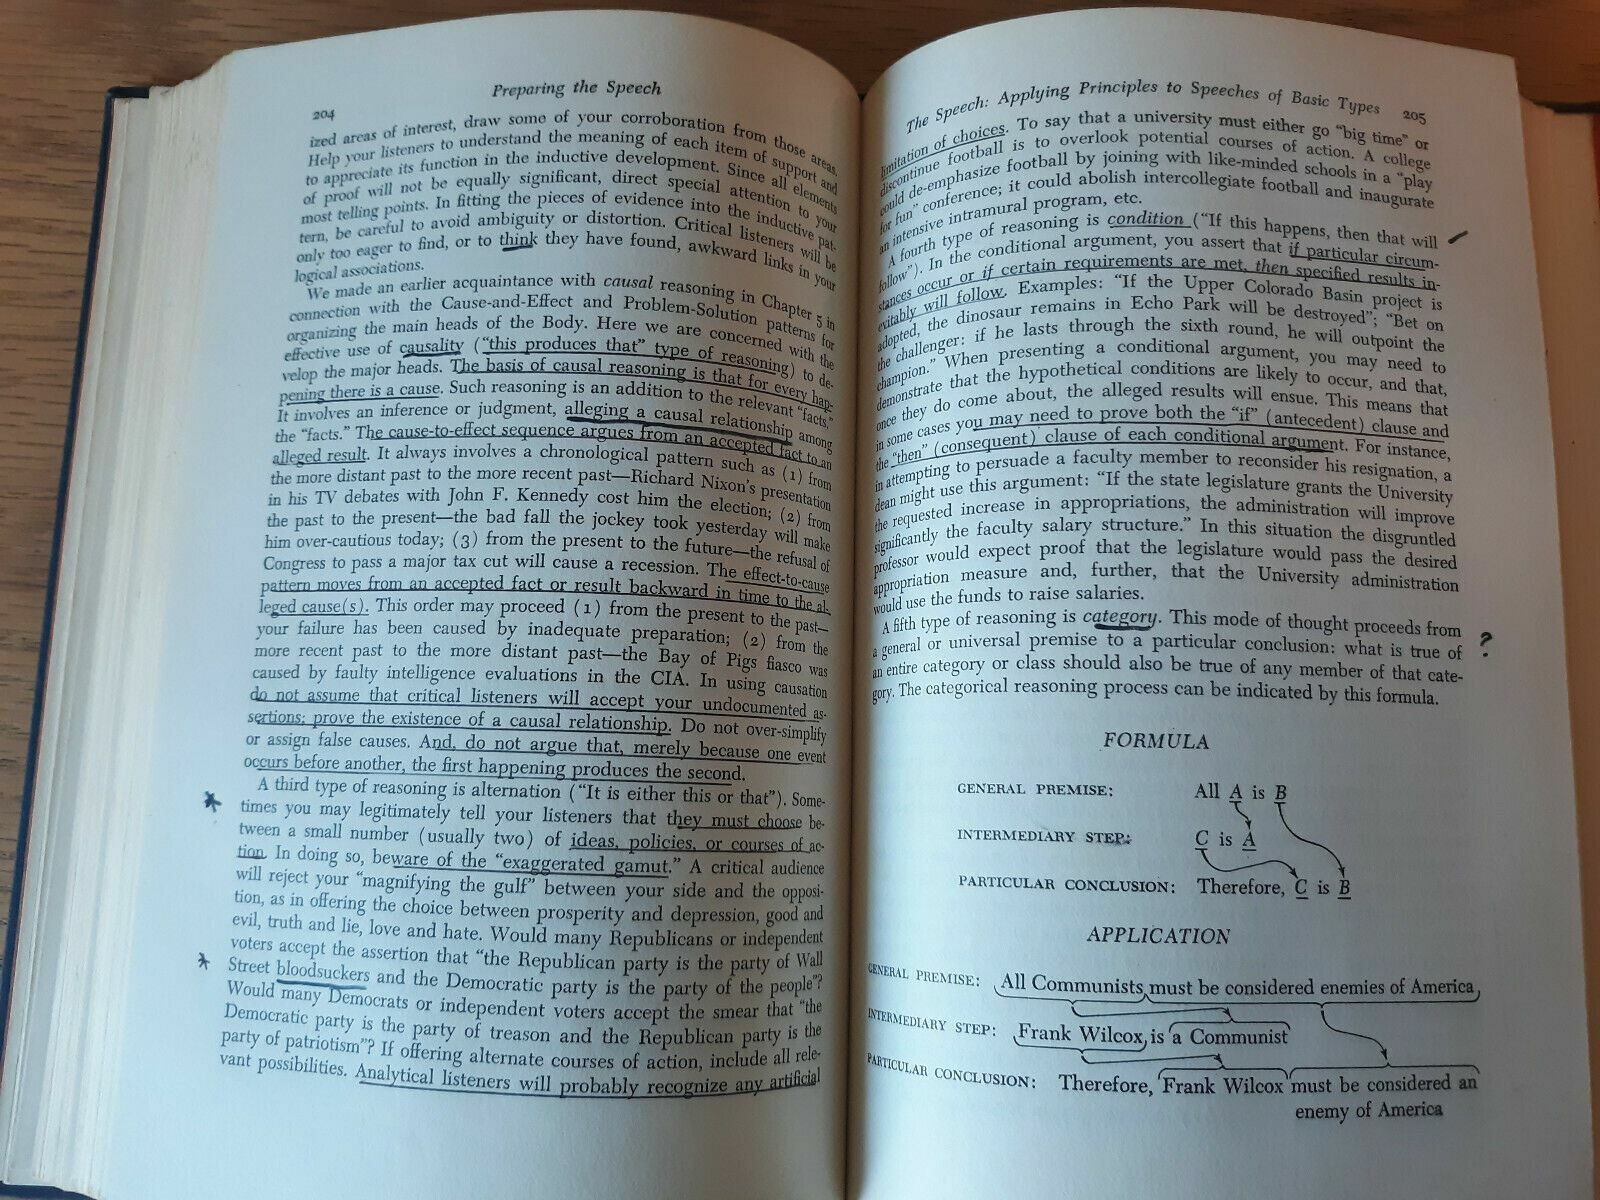 204
Preparing the Speech
ized areas of interest, draw some of your corroboration from those areas.
Help your listeners to understand the meaning of each item of support and
to appreciate its function in the inductive development. Since all elements
of proof will not be equally significant, direct special attention to your
most telling points. In fitting the pieces of evidence into the inductive pat-
tern, be careful to avoid ambiguity or distortion. Critical listeners will be
only too eager to find, or to think they have found, awkward links in your
logical associations.
We made an earlier acquaintance with causal reasoning in Chapter 5 in
connection with the Cause-and-Effect and Problem-Solution patterns for
organizing the main heads of the Body. Here we are concerned with the
effective use of causality ("this produces that" type of reasoning) to de-
velop the major heads. The basis of causal reasoning is that for every hap-
pening there is a cause. Such reasoning is an addition to the relevant "facts."
It involves an inference or judgment, alleging a causal relationship among
the "facts." The cause-to-effect sequence argues from an accepted fact to an
alleged result. It always involves a chronological pattern such as (1) from
the more distant past to the more recent past—Richard Nixon's presentation
in his TV debates with John F. Kennedy cost him the election; (2) from
the past to the present—the bad fall the jockey took yesterday will make
him over-cautious today; (3) from the present to the future—the refusal of
Congress to pass a major tax cut will cause a recession. The effect-to-cause
pattern moves from an accepted fact or result backward in time to the al-
leged cause(s). This order may proceed (1) from the present to the past—
your failure has been caused by inadequate preparation; (2) from the
more recent past to the more distant past—the Bay of Pigs fiasco was
caused by faulty intelligence evaluations in the CIA. In using causation
do not assume that critical listeners will accept your undocumented as-
sertions; prove the existence of a causal relationship. Do not over-simplify
or assign false causes. And, do not argue that, merely because one event
occurs before another, the first happening produces the second.
A third type of reasoning is alternation ("It is either this or that"). Some-
* times you may legitimately tell your listeners that they must choose be-
tween a small number (usually two) of ideas, policies, or courses of ac-
tion. In doing so, beware of the "exaggerated gamut." A critical audience
will reject your "magnifying the gulf" between your side and the opposi-
tion, as in offering the choice between prosperity and depression, good and
evil, truth and lie, love and hate. Would many Republicans or independent
voters accept the assertion that "the Republican party is the party of Wall
* Street bloodsuckers and the Democratic party is the party of the people"?
Would many Democrats or independent voters accept the smear that "the
Democratic party is the party of treason and the Republican party is the
party of patriotism"? If offering alternate courses of action, include all rele-
vant possibilities. Analytical listeners will probably recognize any artificial
The Speech: Applying Principles to Speeches of Basic Types 205
limitation of choices. To say that a university must either go "big time" or
discontinue football is to overlook potential courses of action. A college
could de-emphasize football by joining with like-minded schools in a "play
for fun" conference; it could abolish intercollegiate football and inaugurate
an intensive intramural program, etc.
A fourth type of reasoning is condition ("If this happens, then that will
follow"). In the conditional argument, you assert that if particular circum-
stances occur or if certain requirements are met, then specified results in-
evitably will follow. Examples: "If the Upper Colorado Basin project is
adopted, the dinosaur remains in Echo Park will be destroyed"; "Bet on
the challenger: if he lasts through the sixth round, he will outpoint the
champion." When presenting a conditional argument, you may need to
demonstrate that the hypothetical conditions are likely to occur, and that,
once they do come about, the alleged results will ensue. This means that
in some cases you may need to prove both the "if" (antecedent) clause and
the "then" (consequent) clause of each conditional argument. For instance,
in attempting to persuade a faculty member to reconsider his resignation, a
dean might use this argument: "If the state legislature grants the University
the requested increase in appropriations, the administration will improve
significantly the faculty salary structure." In this situation the disgruntled
professor would expect proof that the legislature would pass the desired
appropriation measure and, further, that the University administration
would use the funds to raise salaries.
A fifth type of reasoning is category. This mode of thought proceeds from
a general or universal premise to a particular conclusion: what is true of ?
an entire category or class should also be true of any member of that cate-
gory. The categorical reasoning process can be indicated by this formula.
FORMULA
GENERAL PREMISE: All A is B
INTERMEDIARY STEP: C is A
PARTICULAR CONCLUSION: Therefore, C is B
APPLICATION
GENERAL PREMISE: All Communists must be considered enemies of America
INTERMEDIARY STEP: Frank Wilcox is a Communist
PARTICULAR CONCLUSION: Therefore, Frank Wilcox must be considered an
enemy of America